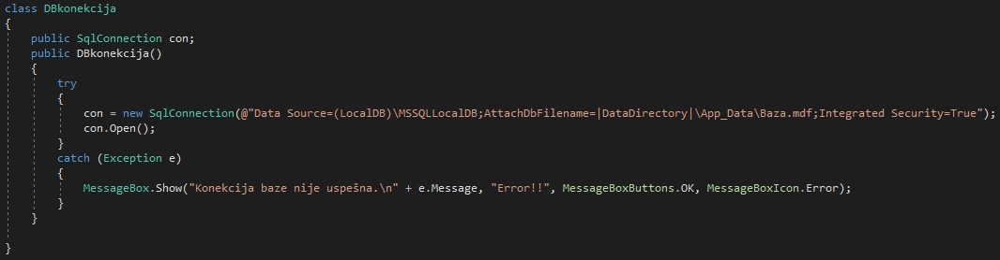 class DBkonekcija
{
public SqlConnection con;
public DBkonekcija()
{
try
{
con = new SqlConnection(@"Data Source=(LocalDB)\MSSQLLocalDB;AttachDbFilename=|DataDirectory|\App_Data\Baza.mdf;Integrated Security=True");
con.Open();
}
catch (Exception e)
{
MessageBox.Show("Konekcija baze nije uspešna.\n" + e.Message, "Error!!", MessageBoxButtons.OK, MessageBoxIcon.Error);
}
}
}